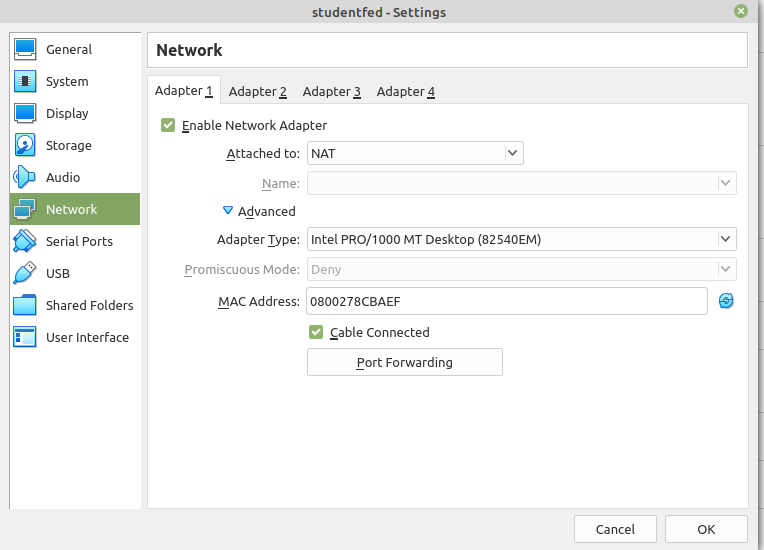 studentfed - Settings
General
System
Display
Storage
Audio
Network
Serial Ports
USB
Shared Folders
User Interface
Network
Adapter 1 Adapter 2 Adapter 3 Adapter 4
Enable Network Adapter
Attached to: NAT
Name:
Advanced
Adapter Type: Intel PRO/1000 MT Desktop (82540EM)
Promiscuous Mode: Deny
MAC Address: 0800278CBAEF
Cable Connected
Port Forwarding
Cancel OK